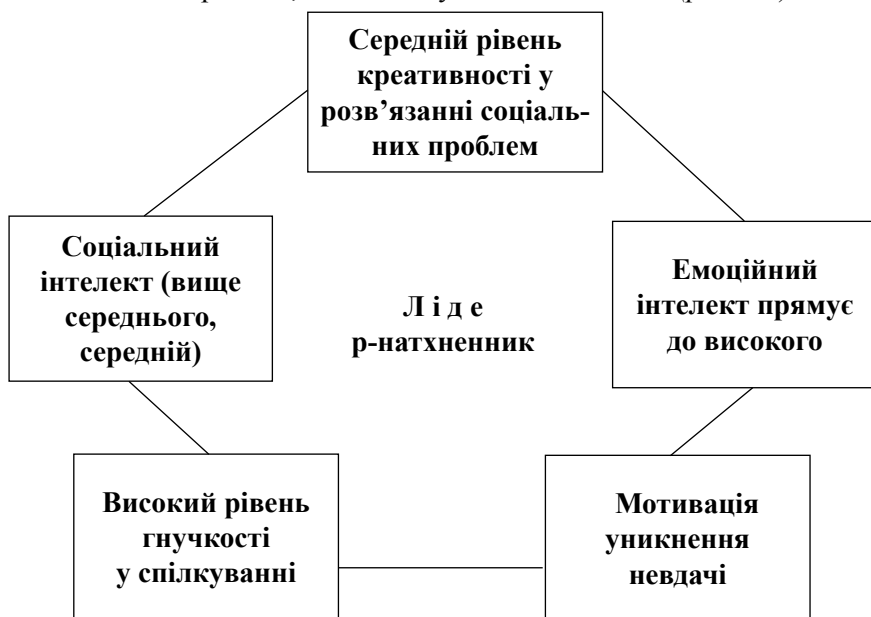 Середній рівень
креативності у
розв’язанні соціаль-
них проблем
Соціальний
інтелект (вище
середнього,
середній)
Л і д е
р-натхненник
Емоційний
інтелект прямує
до високого
Високий рівень
гнучкості
у спілкуванні
Мотивація
уникнення
невдачі